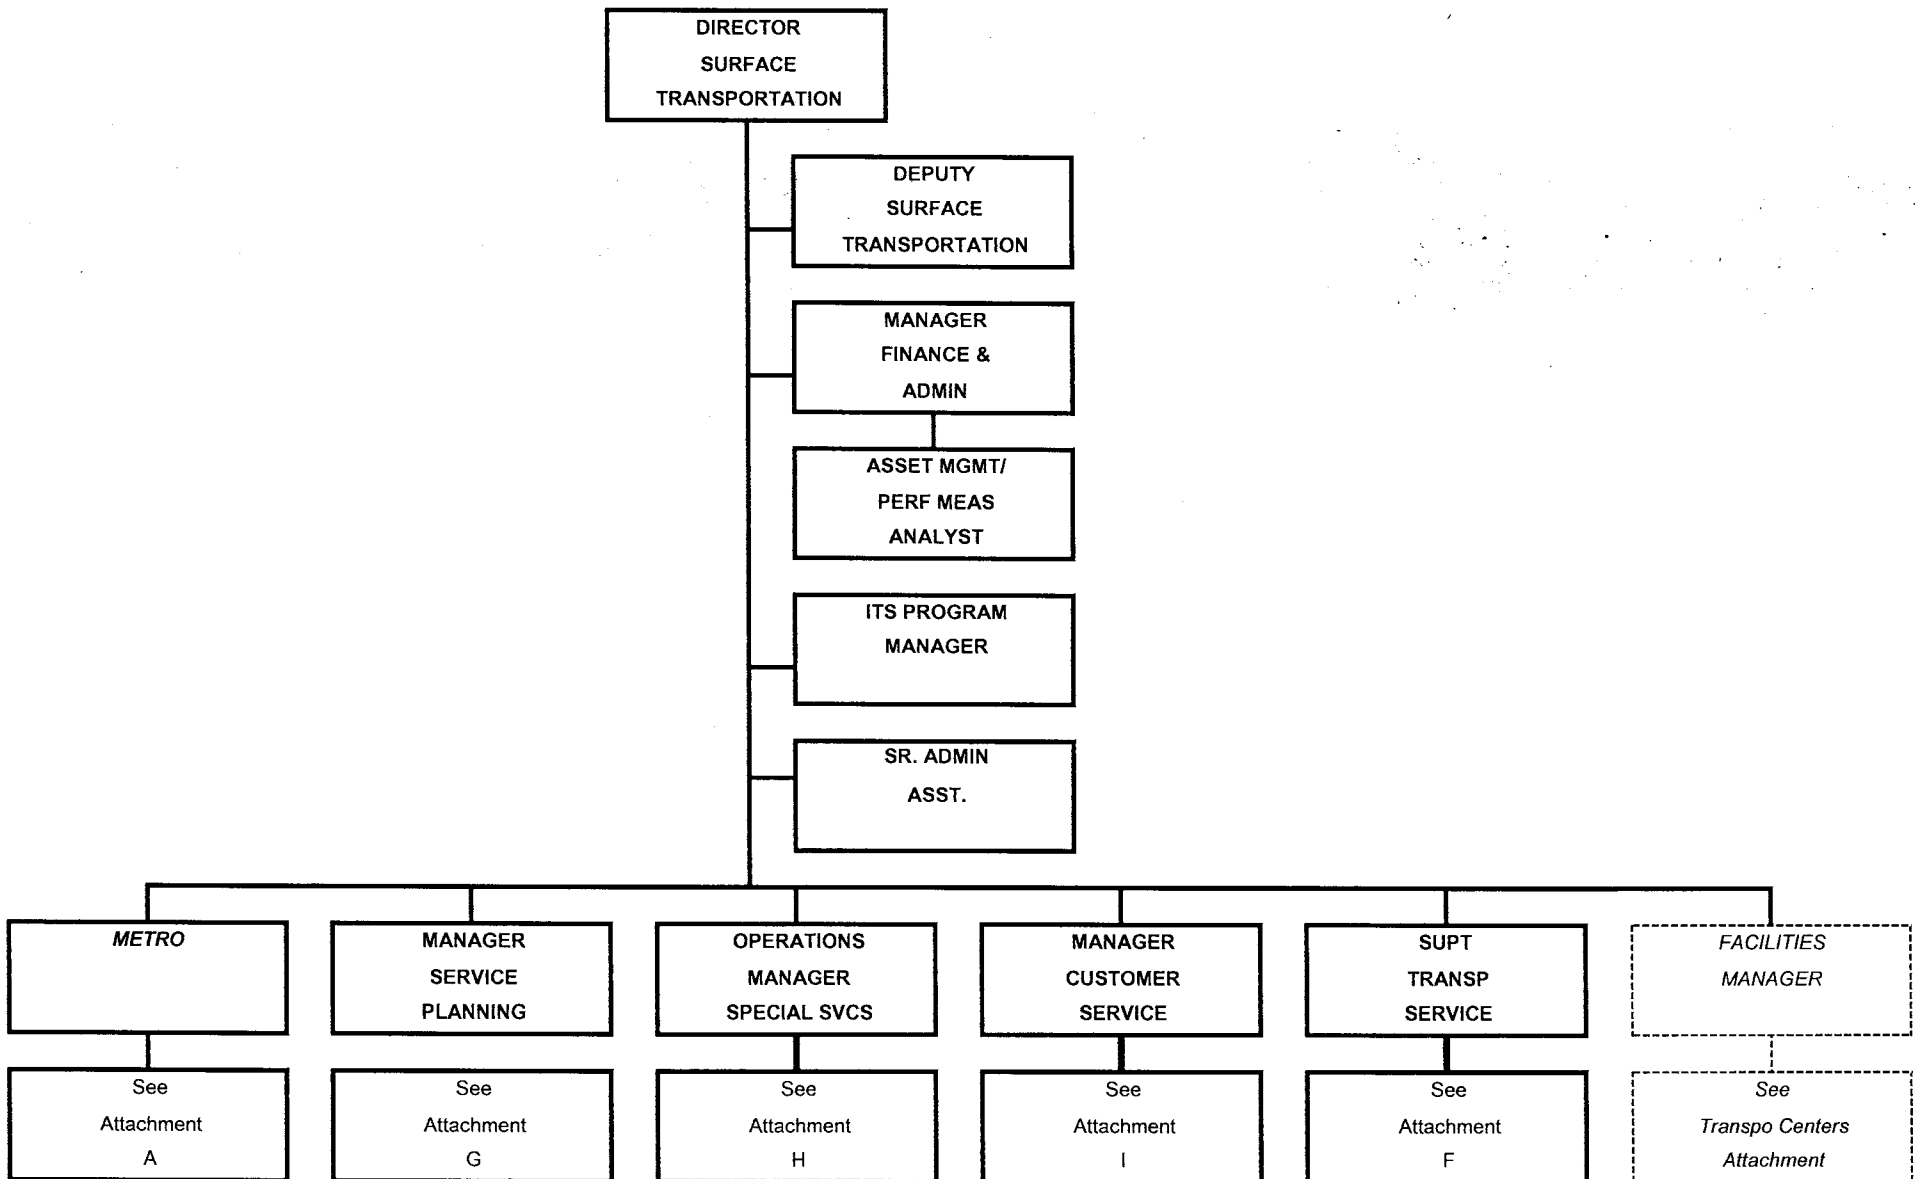 DIRECTOR
SURFACE
TRANSPORTATION
DEPUTY
SURFACE
TRANSPORTATION
MANAGER
FINANCE &
ADMIN
ASSET MGMT/
PERF MEAS
ANALYST
ITS PROGRAM
MANAGER
SR. ADMIN
ASST.
METRO
MANAGER
SERVICE
PLANNING
OPERATIONS
MANAGER
SPECIAL SVCS
MANAGER
CUSTOMER
SERVICE
SUPT
TRANSP
SERVICE
FACILITIES
MANAGER
See
Attachment
A
See
Attachment
G
See
Attachment
H
See
Attachment
I
See
Attachment
F
See
Transpo Centers
Attachment